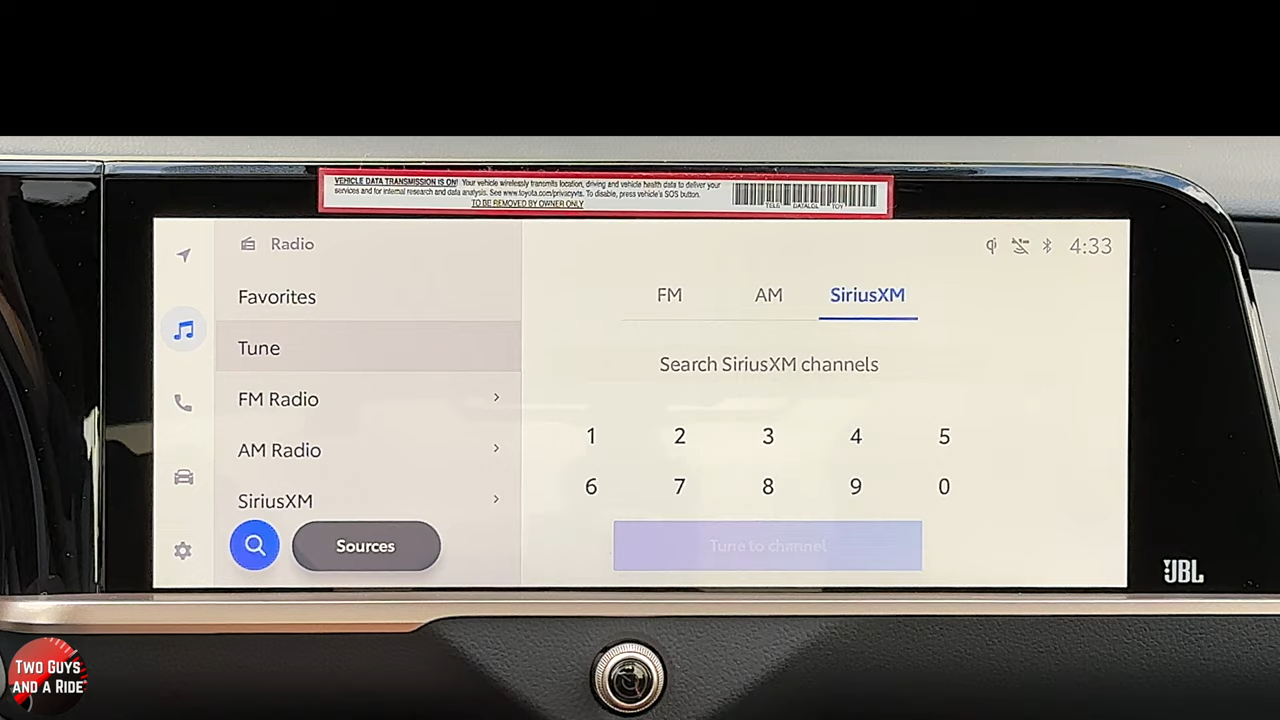 VEHICLE DATA TRANSMISSION IS ON! Your vehicle wirelessly transmits location, driving and vehicle health data to deliver your
services and for internal research and data analysis. See www.toyota.com/privacyvts. To disable, press vehicle's SOS button.
TO BE REMOVED BY OWNER ONLY
Radio
4:33
Favorites
FM AM SiriusXM
Tune
Search SiriusXM channels
FM Radio
1 2 3 4 5
AM Radio
6 7 8 9 0
SiriusXM
Sources
Tune to channel
JBL
TWO GUYS
AND A RIDE